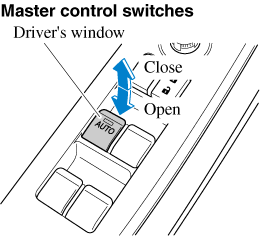 Master control switches
Driver's window
Close
Open
AUTO